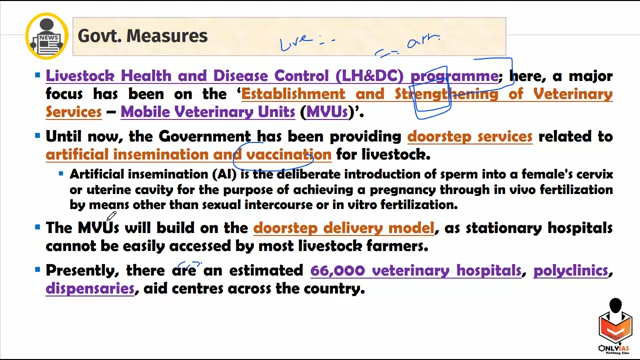 NEWS
Govt. Measures
Live
▪ Livestock Health and Disease Control (LH&DC) programme; here, a major
focus has been on the 'Establishment and Strengthening of Veterinary
Services – Mobile Veterinary Units (MVUs)'.
▪ Until now, the Government has been providing doorstep services related to
artificial insemination and vaccination for livestock.
▪ Artificial insemination (AI) is the deliberate introduction of sperm into a female's cervix
or uterine cavity for the purpose of achieving a pregnancy through in vivo fertilization
by means other than sexual intercourse or in vitro fertilization.
▪ The MVUs will build on the doorstep delivery model, as stationary hospitals
cannot be easily accessed by most livestock farmers.
▪ Presently, there are an estimated 66,000 veterinary hospitals, polyclinics,
dispensaries, aid centres across the country.
ONLYIAS